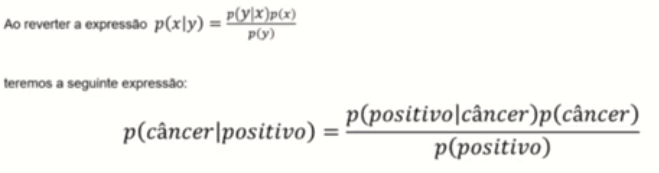 Ao reverter a expressão p(x|y) = p(y|x)p(x) / p(y)
teremos a seguinte expressão:
p(câncer|positivo) = p(positivo|câncer)p(câncer) / p(positivo)